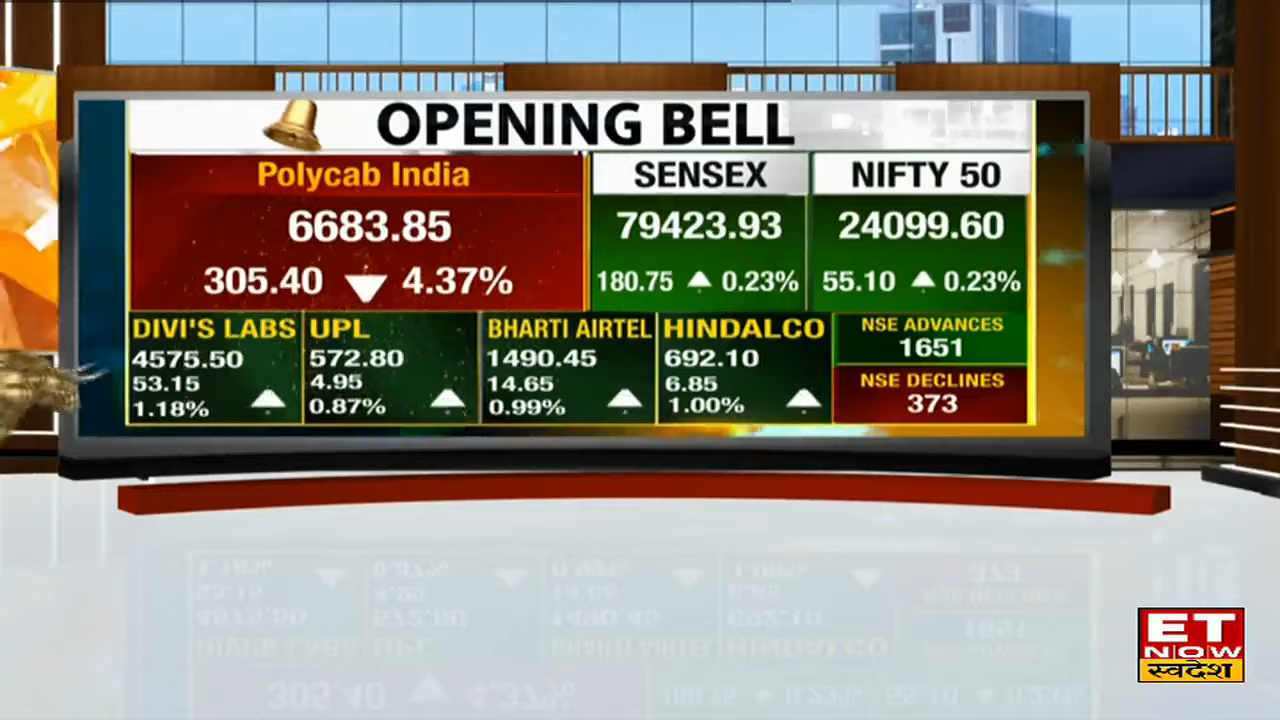 OPENING BELL
Polycab India
6683.85
305.40 ▼ 4.37%
SENSEX
79423.93
180.75 ▲ 0.23%
NIFTY 50
24099.60
55.10 ▲ 0.23%
DIVI'S LABS
4575.50
53.15
1.18% ▲
UPL
572.80
4.95
0.87% ▲
BHARTI AIRTEL
1490.45
14.65
0.99% ▲
HINDALCO
692.10
6.85
1.00% ▲
NSE ADVANCES
1651
NSE DECLINES
373
ET
NOW
स्वदेश